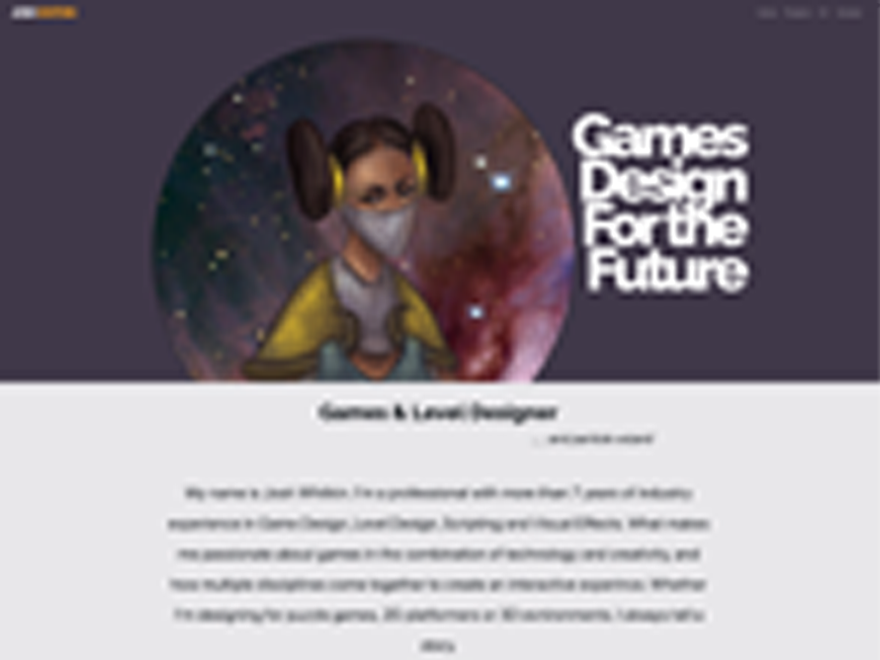 Games
Design
For the
Future
Games & Level Designer
... and particle wizard
My name is Josh I'm a professional with more than 7 years of industry
experience in Game Design, Level Design, Scripting and Visual Effects. What makes
me passionate about games in the combination of technology and creativity, and
how multiple disciplines come together to create an interactive experince. Whether
I'm designing for puzzle games, 2D platformers or 3D environments, I always tell a
story.